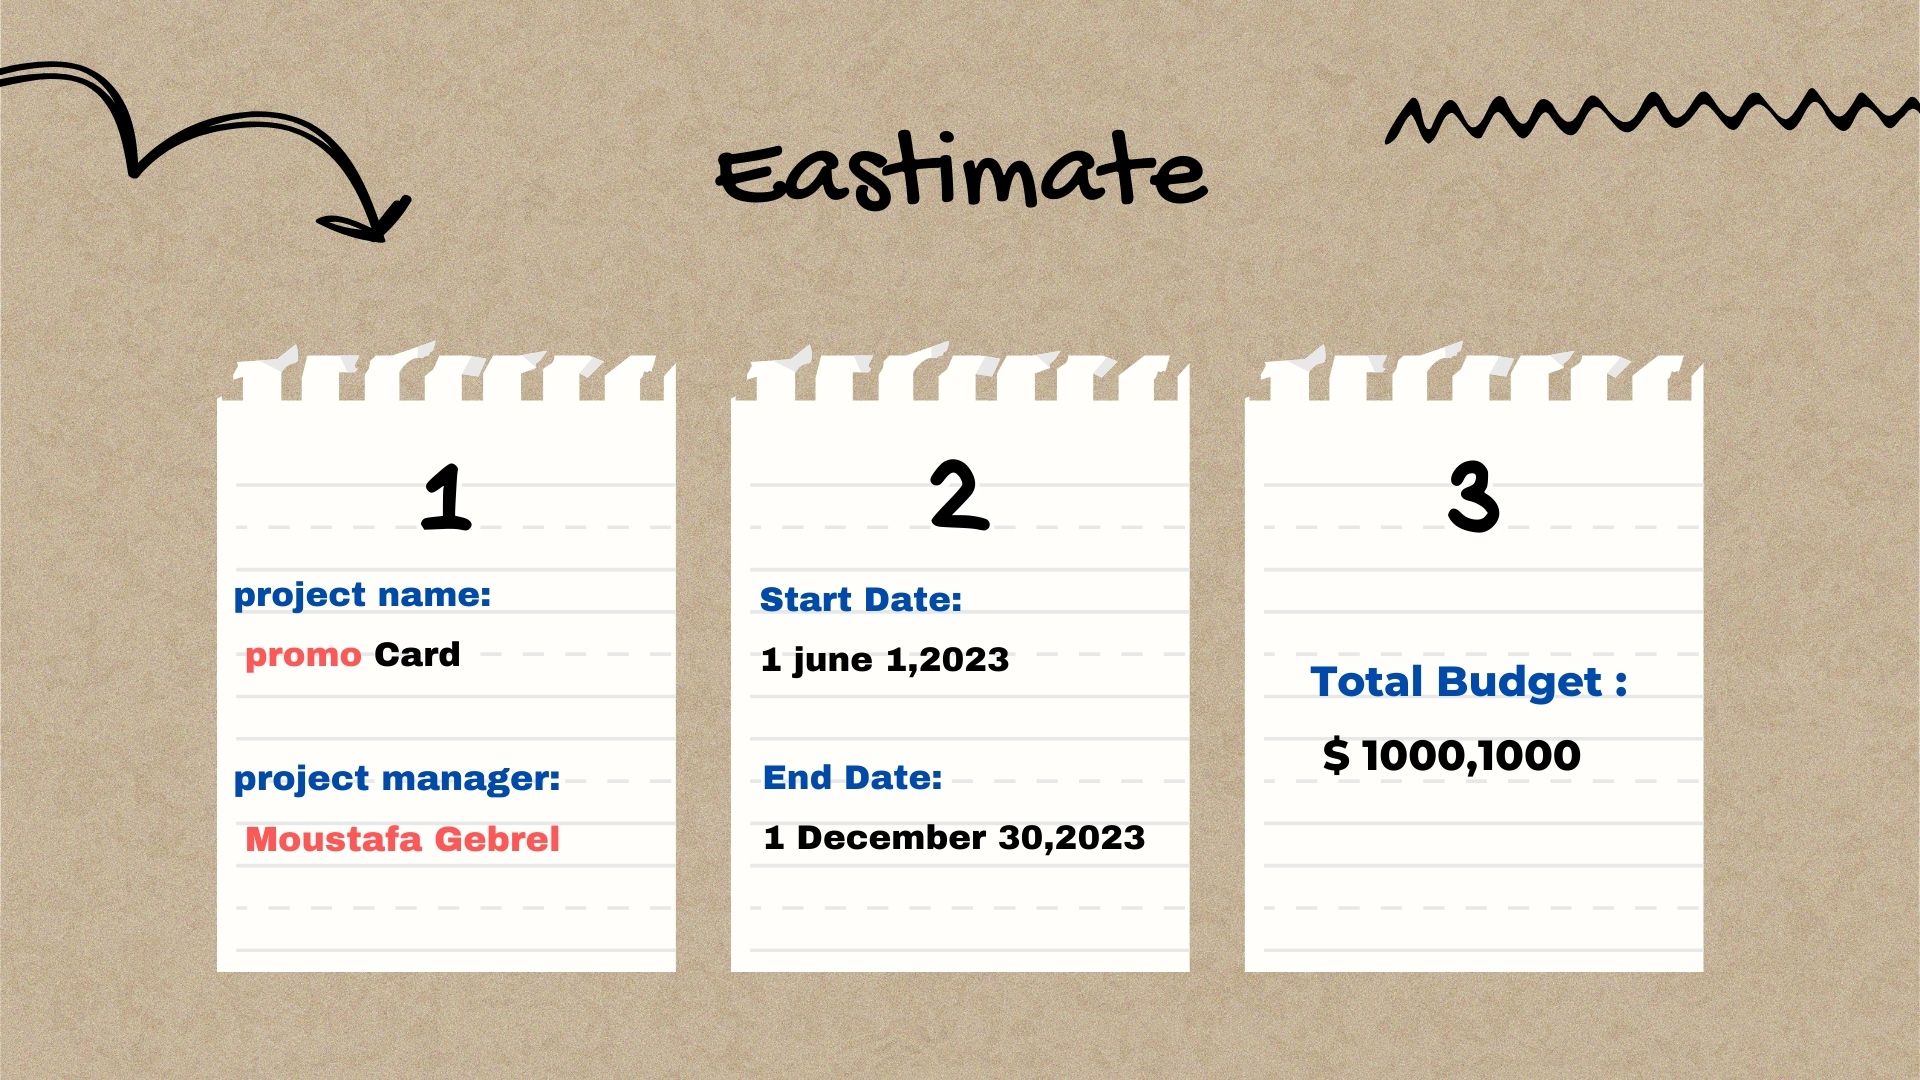 Eastimate
1
project name:
promo Card
project manager:
Moustafa Gebrel
2
Start Date:
1 june 1,2023
End Date:
1 December 30,2023
3
Total Budget :
$ 1000,1000